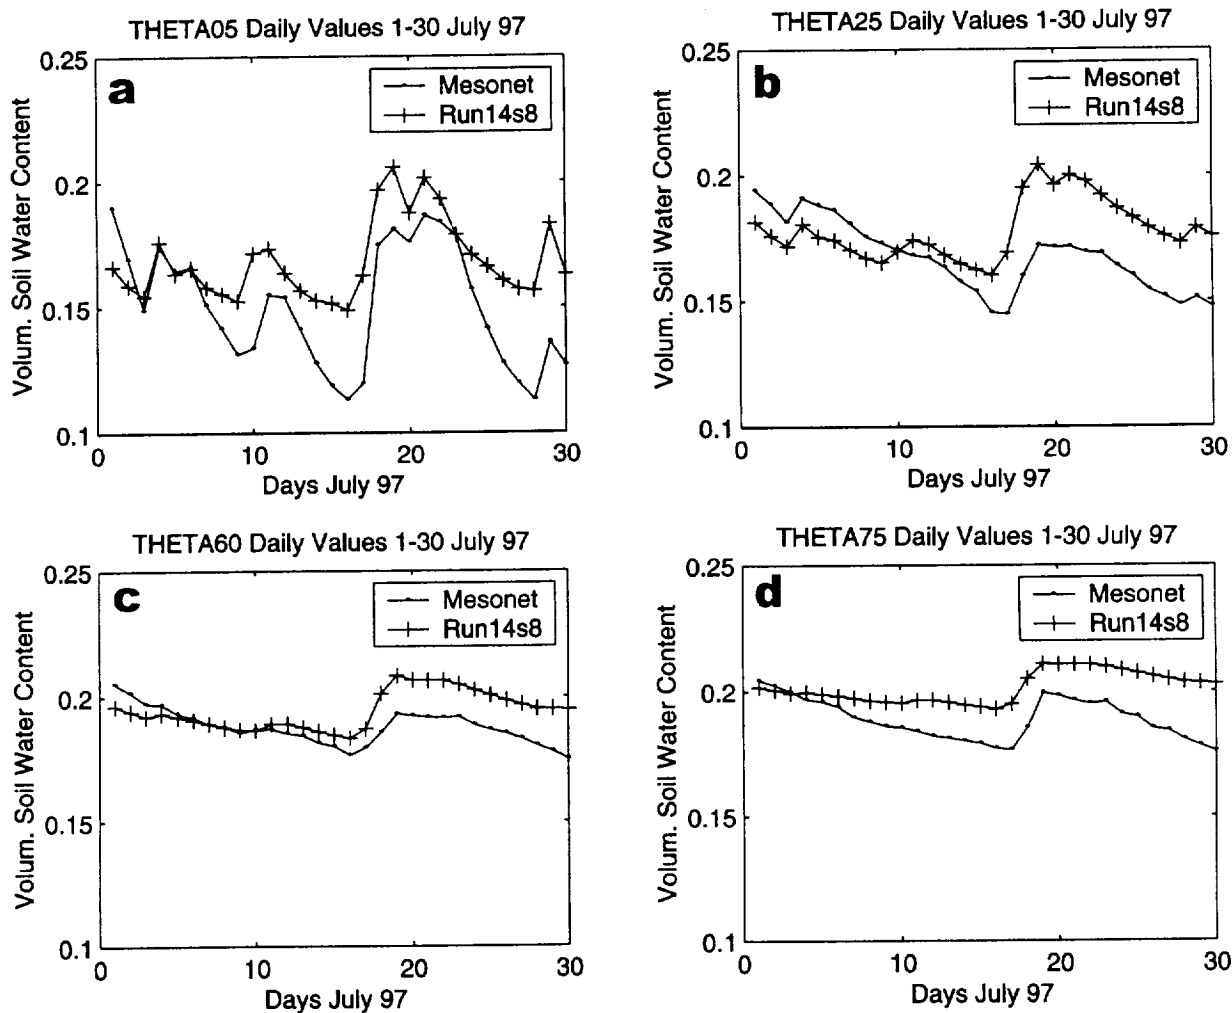 THETA05 Daily Values 1-30 July 97
a
Mesonet
Run14s8
0.25
0.2
0.15
0.1
Volum. Soil Water Content
0
10
20
30
Days July 97
THETA25 Daily Values 1-30 July 97
b
Mesonet
Run14s8
0.25
0.2
0.15
0.1
Volum. Soil Water Content
0
10
20
30
Days July 97
THETA60 Daily Values 1-30 July 97
c
Mesonet
Run14s8
0.25
0.2
0.15
0.1
Volum. Soil Water Content
0
10
20
30
Days July 97
THETA75 Daily Values 1-30 July 97
d
Mesonet
Run14s8
0.25
0.2
0.15
0.1
Volum. Soil Water Content
0
10
20
30
Days July 97